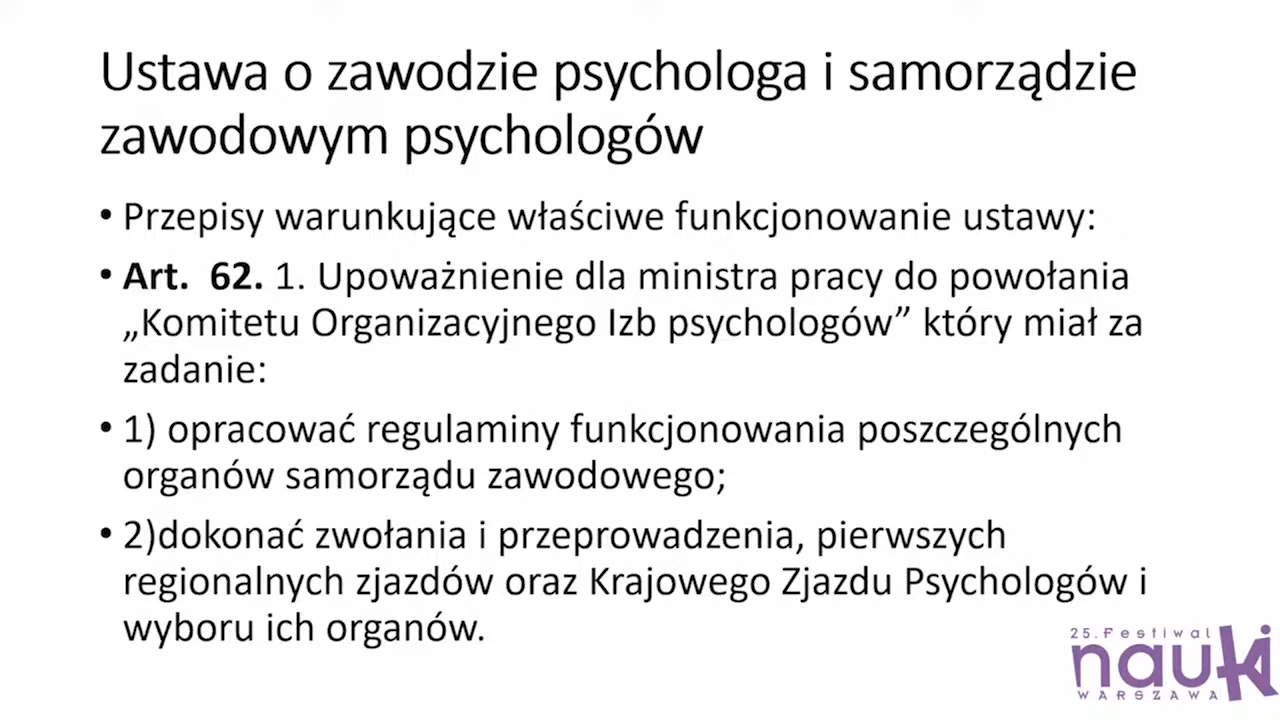 Ustawa o zawodzie psychologa i samorządzie
zawodowym psychologów
• Przepisy warunkujące właściwe funkcjonowanie ustawy:
• Art. 62. 1. Upoważnienie dla ministra pracy do powołania
„Komitetu Organizacyjnego Izb psychologów” który miał za
zadanie:
• 1) opracować regulaminy funkcjonowania poszczególnych
organów samorządu zawodowego;
• 2)dokonać zwołania i przeprowadzenia, pierwszych
regionalnych zjazdów oraz Krajowego Zjazdu Psychologów i
wyboru ich organów.
25.Festiwal
nauki
WARSZAWA